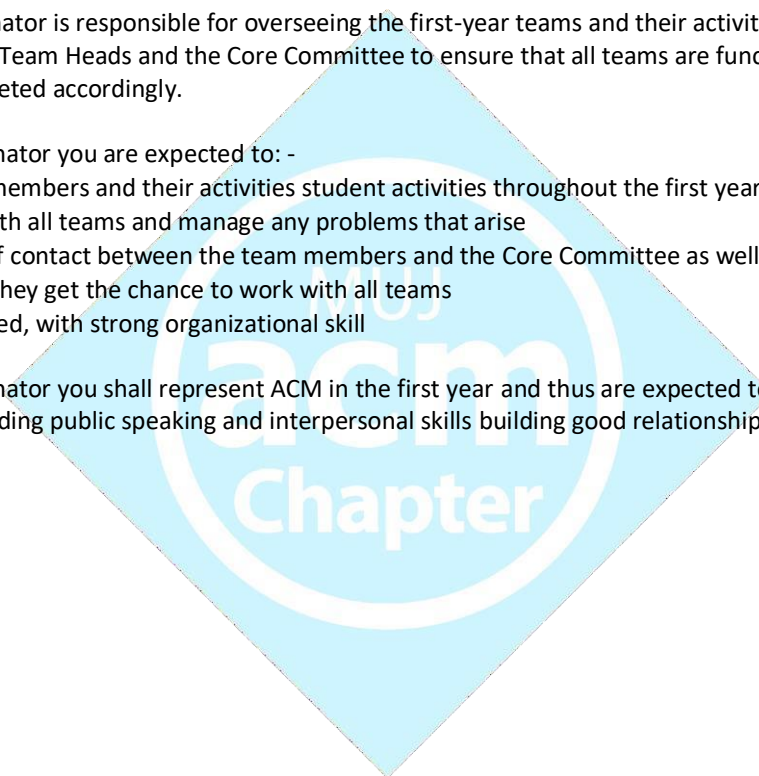 nator is responsible for overseeing the first-year teams and their activit
Team Heads and the Core Committee to ensure that all teams are func
eted accordingly.
nator you are expected to: -
members and their activities student activities throughout the first year
th all teams and manage any problems that arise
f contact between the team members and the Core Committee as well
they get the chance to work with all teams
ed, with strong organizational skill
nator you shall represent ACM in the first year and thus are expected to
ding public speaking and interpersonal skills building good relationship
MUJ
acm
Chapter